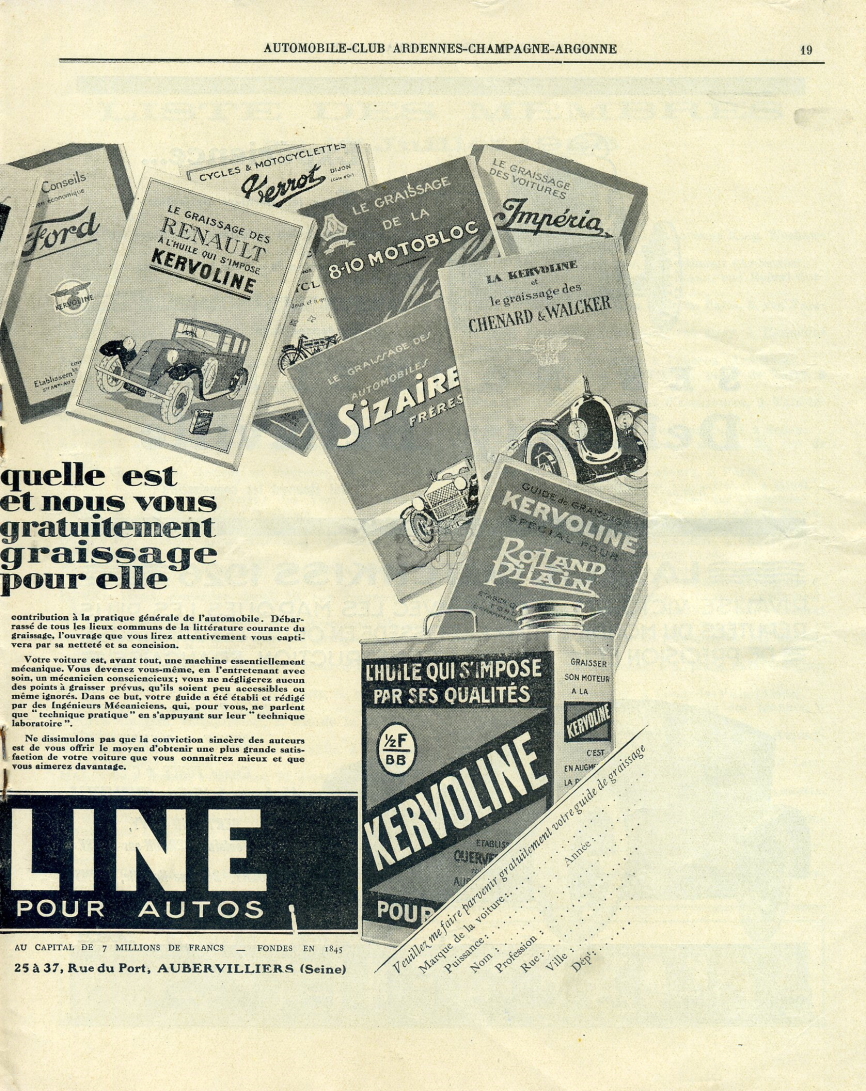 AUTOMOBILE-CLUB ARDENNES-CHAMPAGNE-ARGONNE
19
Conseils
économique
Ford
KERVOLINE
LE GRAISSAGE DES
RENAULT
À L'HUILE QUI S'IMPOSE
KERVOLINE
CYCLES & MOTOCYCLETTES
Terrot
DIJON
LE GRAISSAGE
DE LA
8-10 MOTOBLOC
LE GRAISSAGE
DES VOITURES
Impéria
LE GRAISSAGE DES
AUTOMOBILES
SIZAIRE
FRÈRES
LA KERVOLINE
et
le graissage des
CHENARD & WALCKER
GUIDE de GRAISSAGE
KERVOLINE
SPÉCIAL POUR
ROLLAND
PILAIN
quelle est
et nous vous
gratuitement
graissage
pour elle
contribution à la pratique générale de l'automobile. Débar-
rassé de tous les lieux communs de la littérature courante du
graissage, l'ouvrage que vous lirez attentivement vous capti-
vera par sa netteté et sa concision.
Votre voiture est, avant tout, une machine essentiellement
mécanique. Vous devenez vous-même, en l'entretenant avec
soin, un mécanicien consciencieux; vous ne négligerez aucun
des points à graisser prévus, qu'ils soient peu accessibles ou
même ignorés. Dans ce but, votre guide a été établi et rédigé
par des Ingénieurs Mécaniciens, qui, pour vous, ne parlent
que "technique pratique" en s'appuyant sur leur "technique
laboratoire".
Ne dissimulons pas que la conviction sincère des auteurs
est de vous offrir le moyen d'obtenir une plus grande satis-
faction de votre voiture que vous connaîtrez mieux et que
vous aimerez davantage.
LINE
POUR AUTOS
AU CAPITAL DE 7 MILLIONS DE FRANCS — FONDES EN 1845
25 à 37, Rue du Port, AUBERVILLIERS (Seine)
L'HUILE QUI S'IMPOSE
PAR SES QUALITÉS
½F
BB
KERVOLINE
POUR
GRAISSER
SON MOTEUR
A LA
KERVOLINE
C'EST
EN AUGM
LA
Veuillez me faire parvenir gratuitement votre guide de graissage
Marque de la voiture :
Année :
Puissance :
Nom :
Profession :
Rue :
Ville :
Dépt :